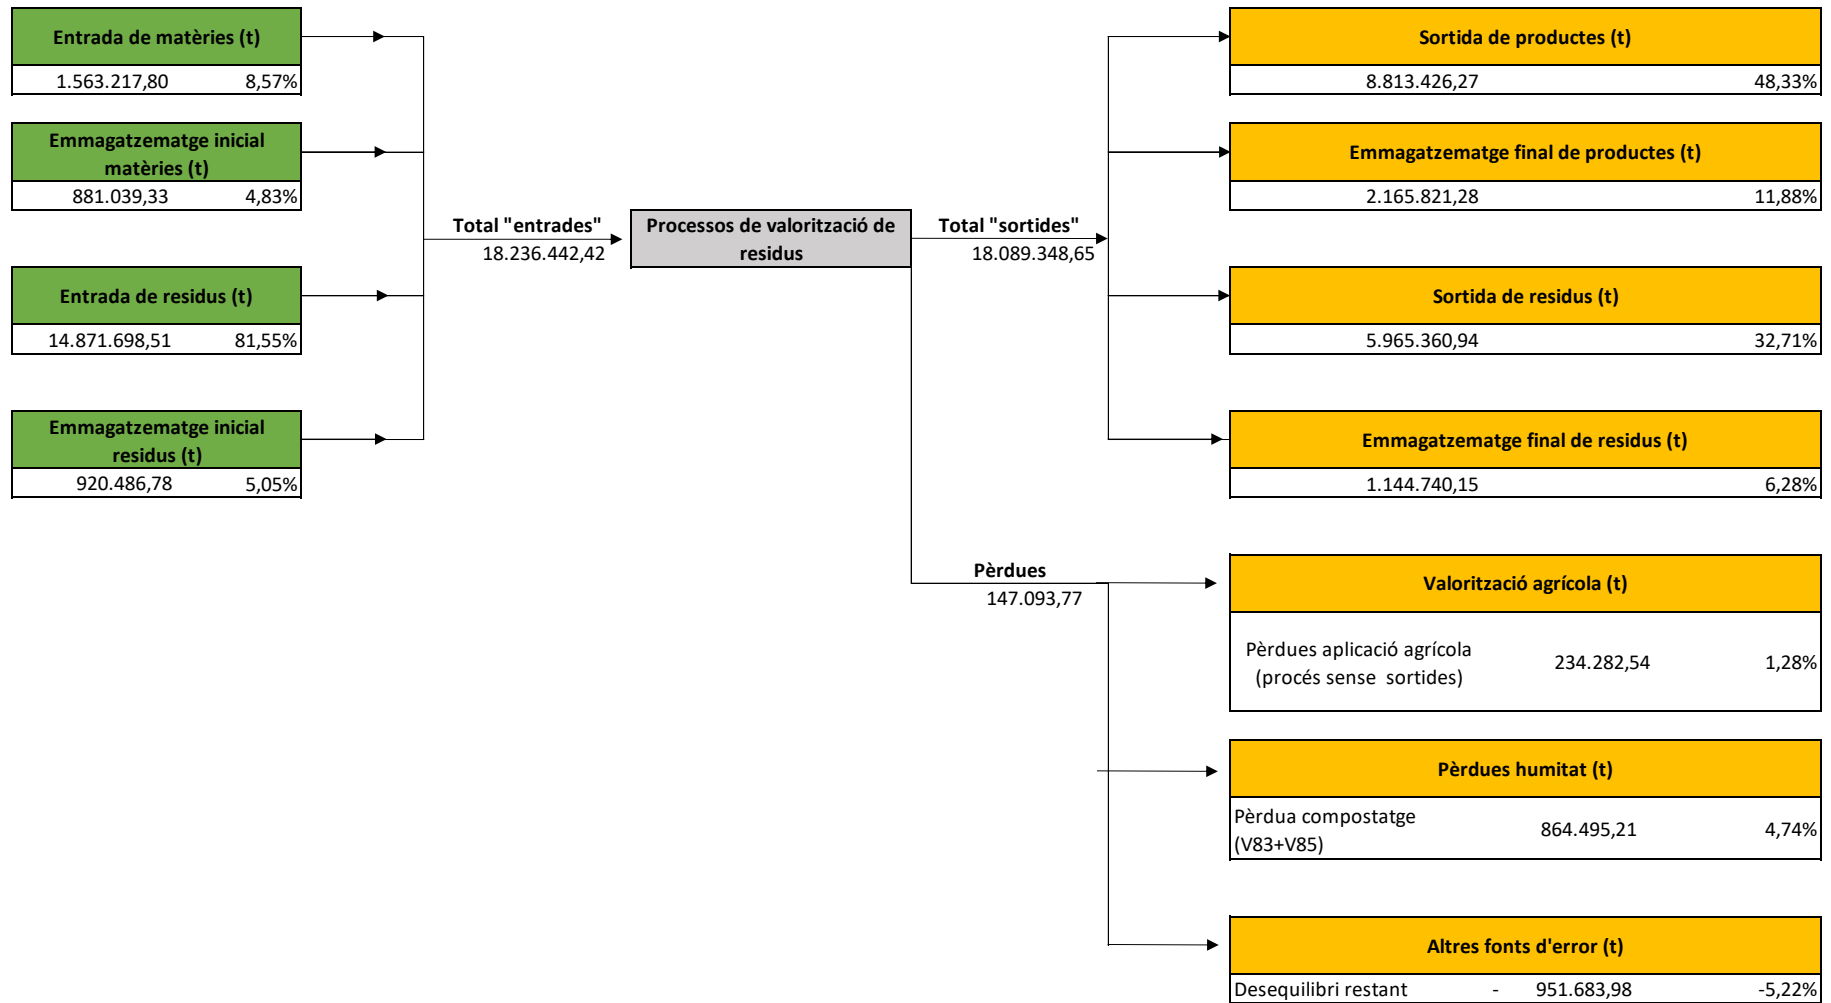 Entrada de matèries (t)
1.563.217,80 8,57%
Emmagatzematge inicial
matèries (t)
881.039,33 4,83%
Entrada de residus (t)
14.871.698,51 81,55%
Emmagatzematge inicial
residus (t)
920.486,78 5,05%
Total "entrades"
18.236.442,42
Processos de valorització de
residus
Total "sortides"
18.089.348,65
Sortida de productes (t)
8.813.426,27 48,33%
Emmagatzematge final de productes (t)
2.165.821,28 11,88%
Sortida de residus (t)
5.965.360,94 32,71%
Emmagatzematge final de residus (t)
1.144.740,15 6,28%
Pèrdues
147.093,77
Valorització agrícola (t)
Pèrdues aplicació agrícola
(procés sense sortides)
234.282,54 1,28%
Pèrdues humitat (t)
Pèrdua compostatge
(V83+V85)
864.495,21 4,74%
Altres fonts d'error (t)
Desequilibri restant - 951.683,98 -5,22%